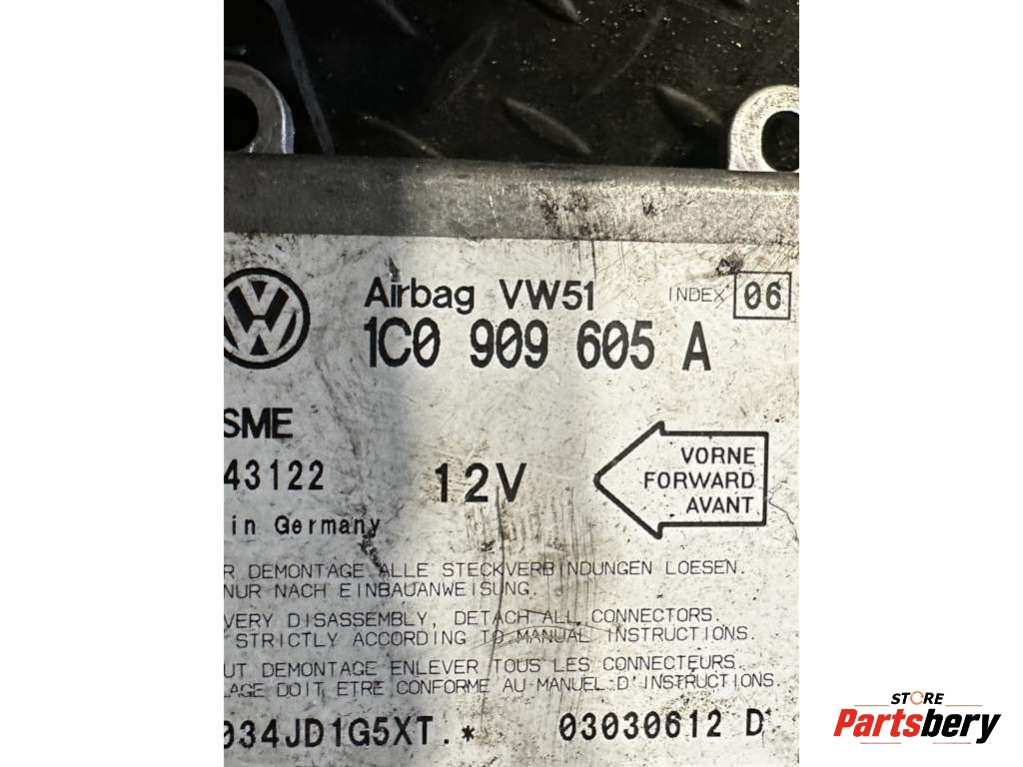 Airbag VW51 INDEX 06
1C0 909 605 A
SME
43122 12V
VORNE
FORWARD
AVANT
in Germany
R DEMONTAGE ALLE STECKVERBINDUNGEN LOESEN.
NUR NACH EINBAUANWEISUNG.
VERY DISASSEMBLY, DETACH ALL CONNECTORS.
STRICTLY ACCORDING TO MANUAL INSTRUCTIONS.
UT DEMONTAGE ENLEVER TOUS LES CONNECTEURS.
LAGE DOIT ETRE CONFORME AU MANUEL D'INSTRUCTIONS.
034JD1G5XT.* 03030612 D
STORE
Partsbery